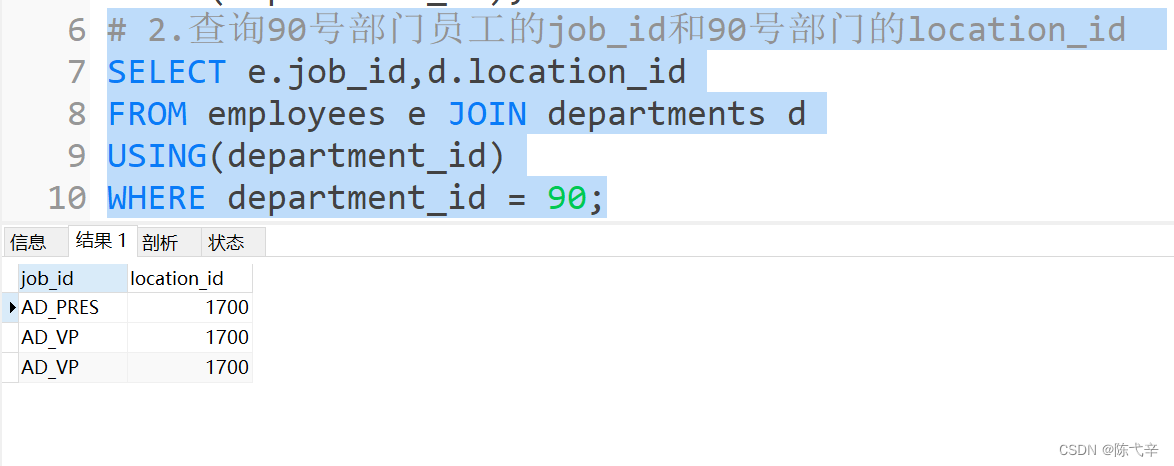 6 # 2.查询90号部门员工的job_id和90号部门的location_id
7 SELECT e.job_id,d.location_id
8 FROM employees e JOIN departments d
9 USING(department_id)
10 WHERE department_id = 90;
信息 结果 1 剖析 状态
job_id location_id
AD_PRES 1700
AD_VP 1700
AD_VP 1700
CSDN @陈弋辛